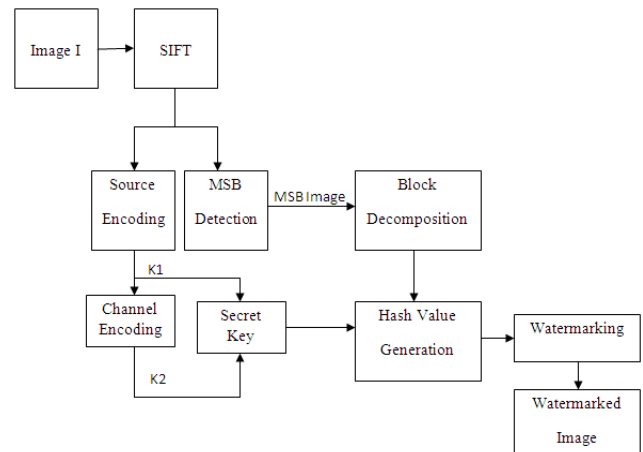 Image I
SIFT
Source
Encoding
MSB
Detection
MSB Image
Block
Decomposition
K1
Channel
Encoding
Secret
Key
Hash Value
Generation
Watermarking
K2
Watermarked
Image